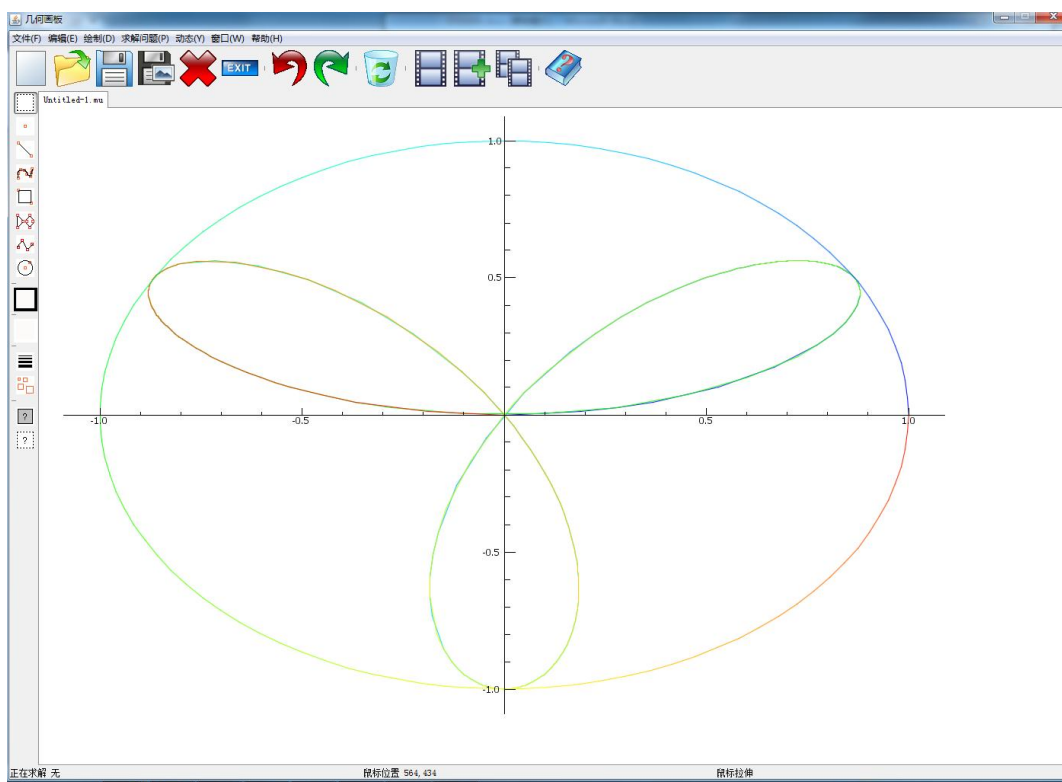 几何画板
文件(F) 编辑(E) 绘制(D) 求解问题(P) 动态(Y) 窗口(W) 帮助(H)
EXIT
?
Untitled-1.mu
1.0
0.5
-1.0 -0.5 0.5 1.0
-0.5
-1.0
?
?
正在求解 无 鼠标位置 564,434 鼠标拉伸